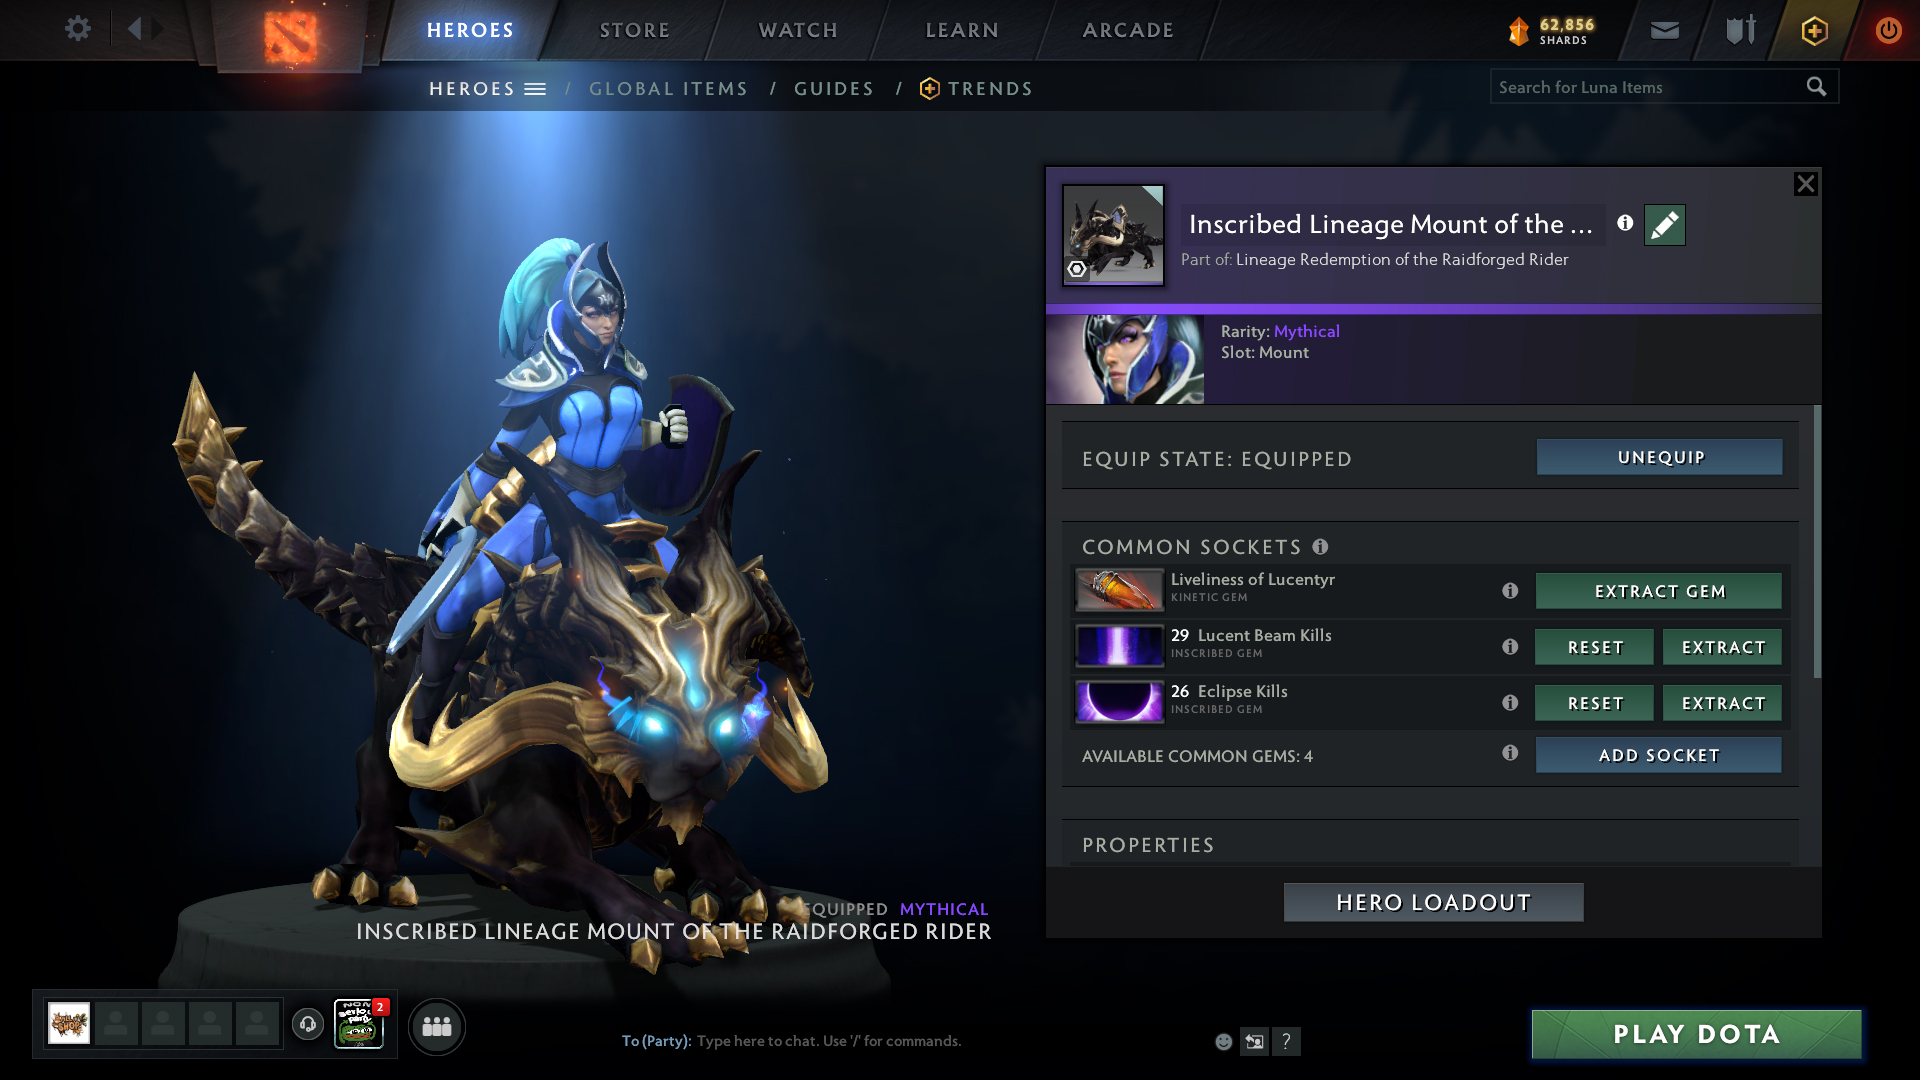 HEROES
STORE
WATCH
LEARN
ARCADE
62,856
SHARDS
HEROES / GLOBAL ITEMS / GUIDES / TRENDS
Search for Luna Items
Inscribed Lineage Mount of the ...
Part of: Lineage Redemption of the Raidforged Rider
Rarity: Mythical
Slot: Mount
EQUIP STATE: EQUIPPED
UNEQUIP
COMMON SOCKETS
Liveliness of Lucentyr
KINETIC GEM
EXTRACT GEM
29 Lucent Beam Kills
INSCRIBED GEM
RESET
EXTRACT
26 Eclipse Kills
INSCRIBED GEM
RESET
EXTRACT
AVAILABLE COMMON GEMS: 4
ADD SOCKET
PROPERTIES
HERO LOADOUT
EQUIPPED MYTHICAL
INSCRIBED LINEAGE MOUNT OF THE RAIDFORGED RIDER
2
To (Party): Type here to chat. Use '/' for commands.
?
PLAY DOTA